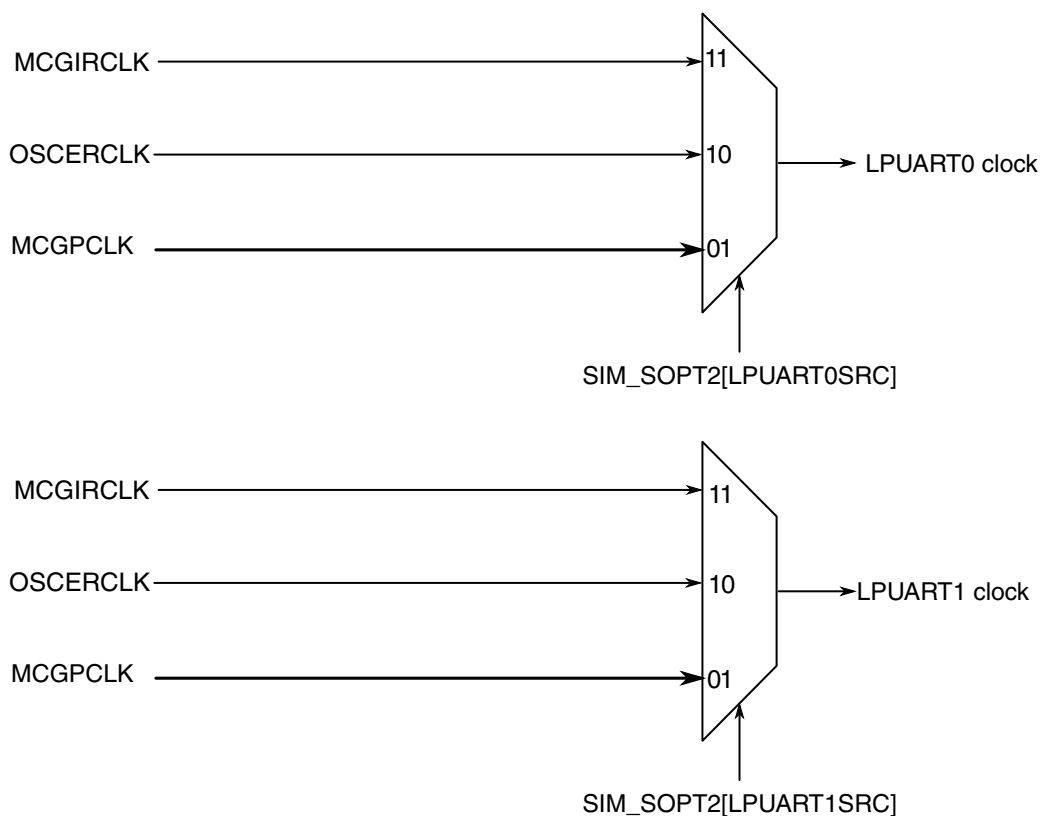 MCGIRCLK
11
OSCERCLK
10
LPUART0 clock
MCGPCLK
01
SIM_SOPT2[LPUART0SRC]
MCGIRCLK
11
OSCERCLK
10
LPUART1 clock
MCGPCLK
01
SIM_SOPT2[LPUART1SRC]